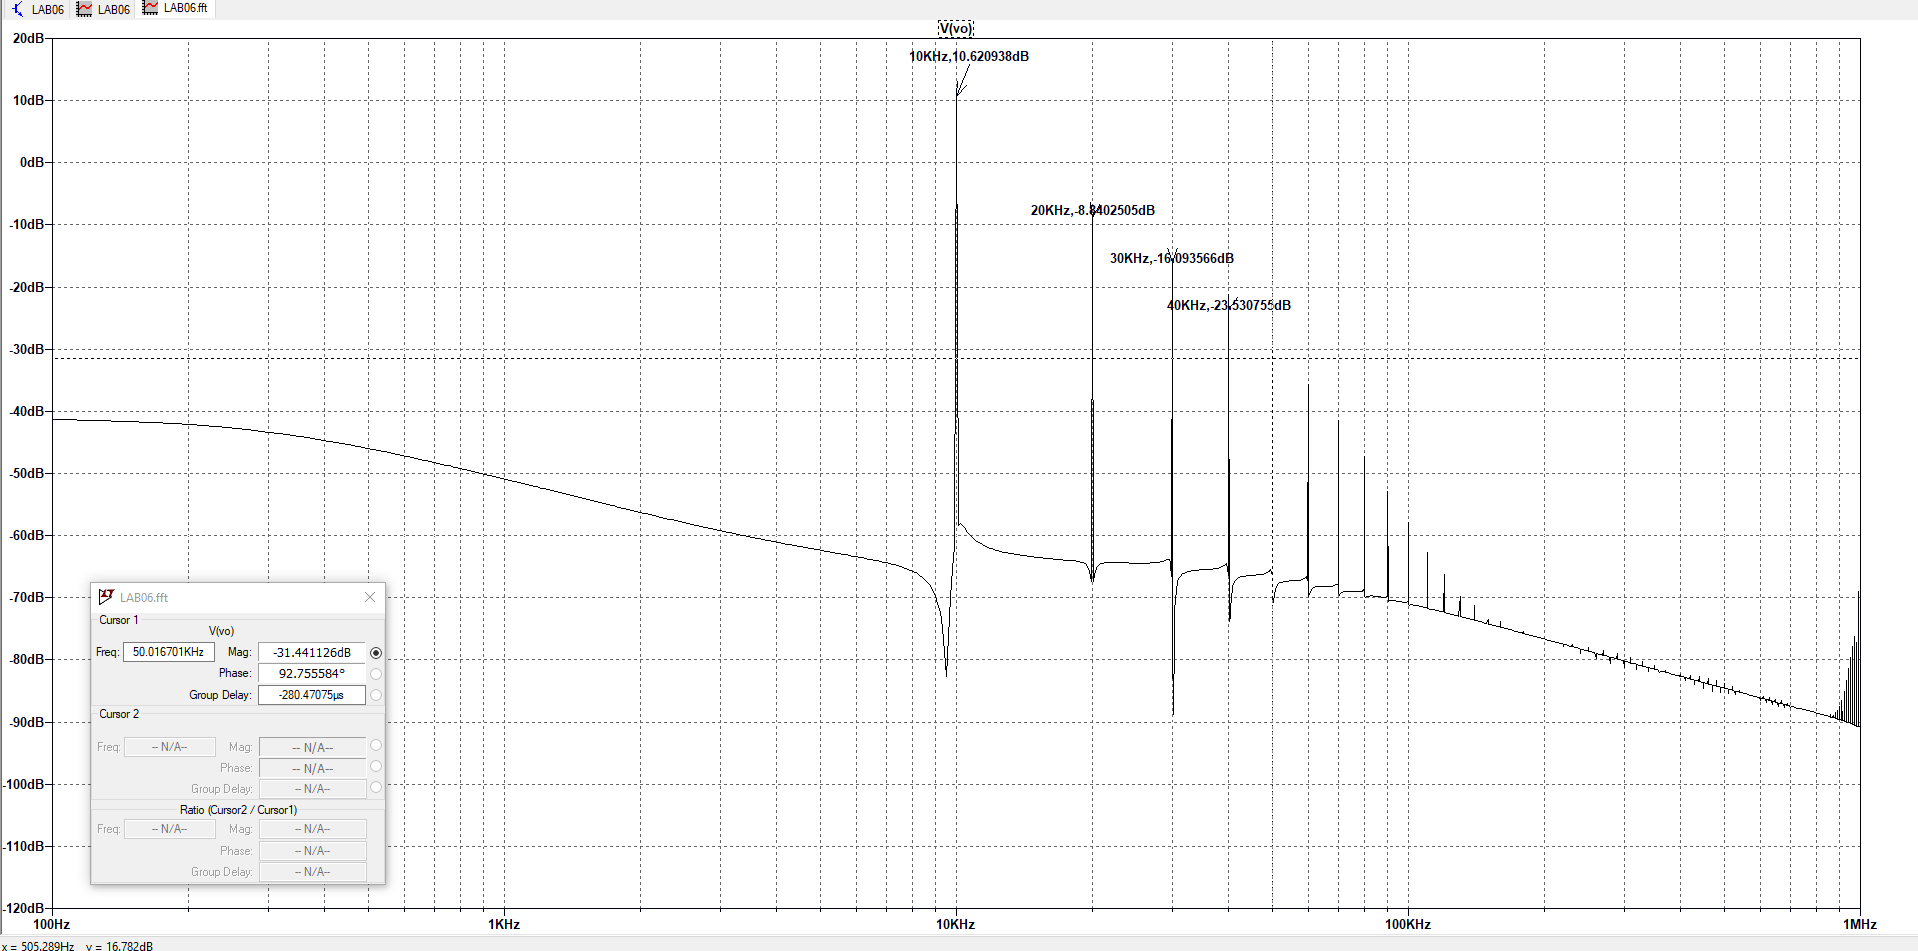 LAB06 LAB06 LAB06.fft
V(vo)
20dB
10KHz,10.620938dB
10dB
0dB
20KHz,-8.8402505dB
-10dB
30KHz,-16.093566dB
-20dB
40KHz,-23.530755dB
-30dB
-40dB
-50dB
-60dB
-70dB
-80dB
-90dB
-100dB
-110dB
-120dB
100Hz 1KHz 10KHz 100KHz 1MHz
LAB06.fft
Cursor 1
V(vo)
Freq: 50.016701KHz Mag: -31.441126dB
Phase: 92.755584°
Group Delay: -280.47075µs
Cursor 2
Freq: -- N/A-- Mag: -- N/A--
Phase: -- N/A--
Group Delay: -- N/A--
Ratio (Cursor2 / Cursor1)
Freq: -- N/A-- Mag: -- N/A--
Phase: -- N/A--
Group Delay: -- N/A--
x = 505.289Hz y = 16.782dB